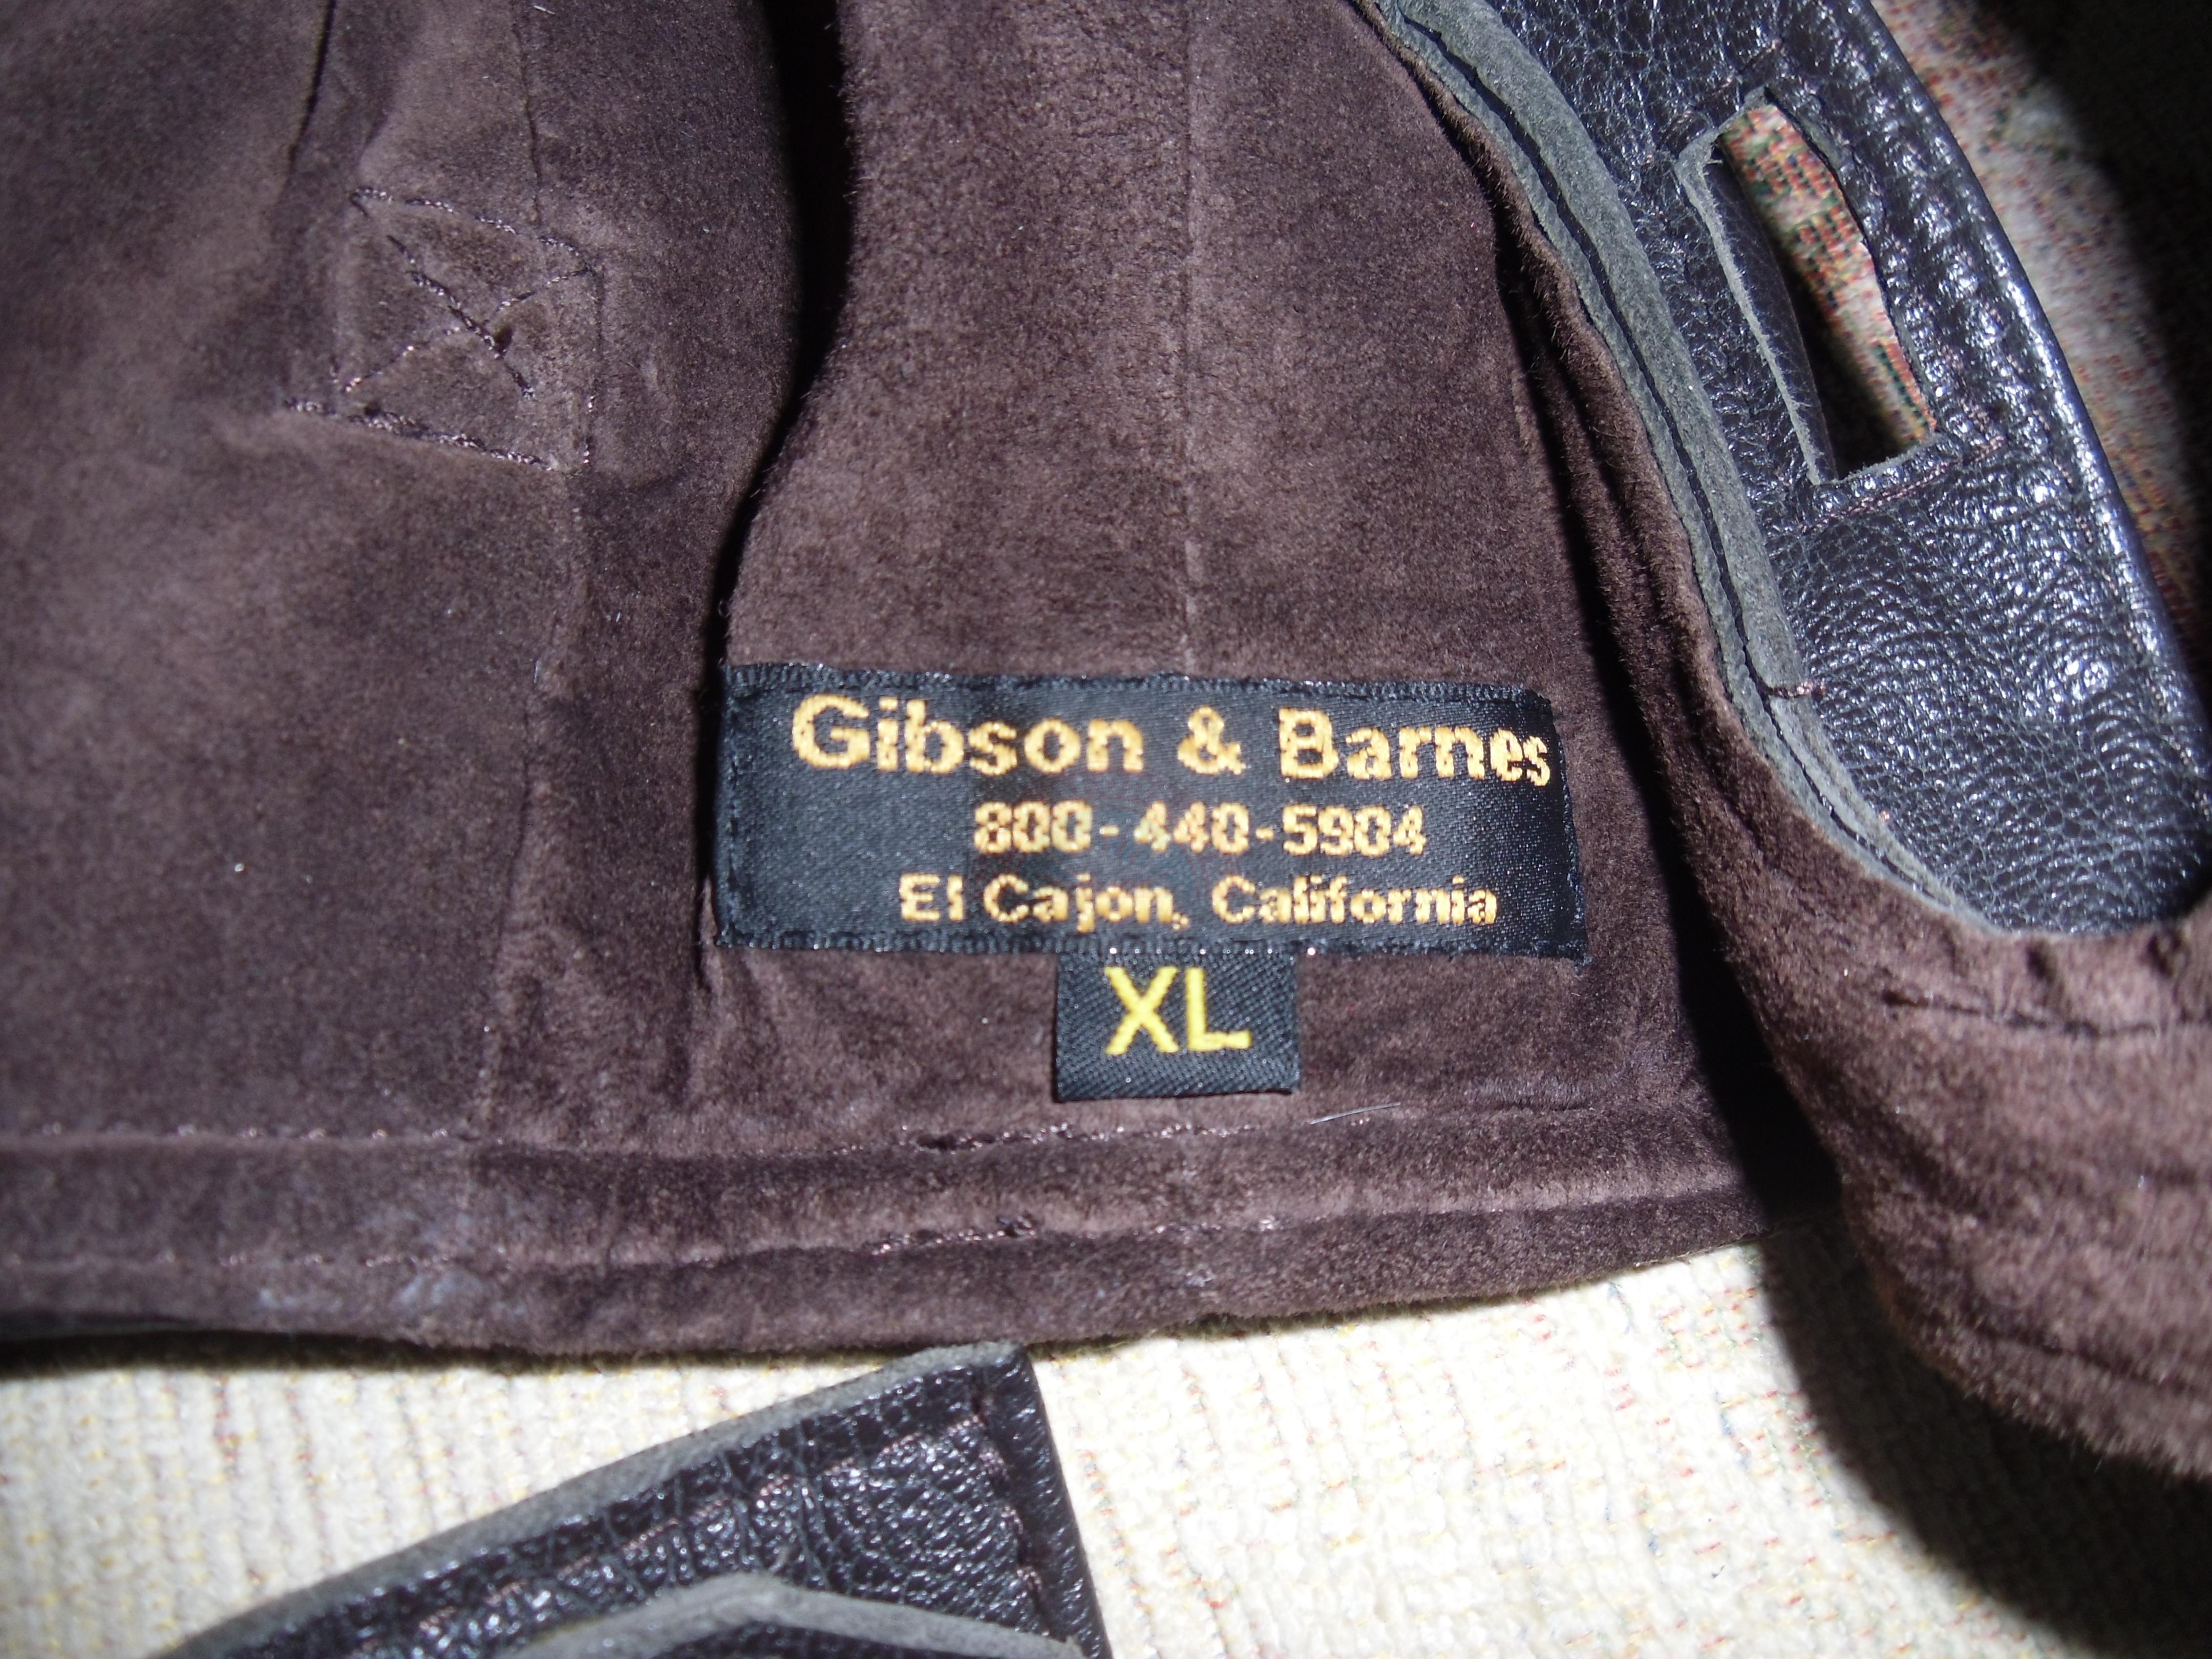 Gibson & Barnes
800-440-5904
El Cajon, California
XL